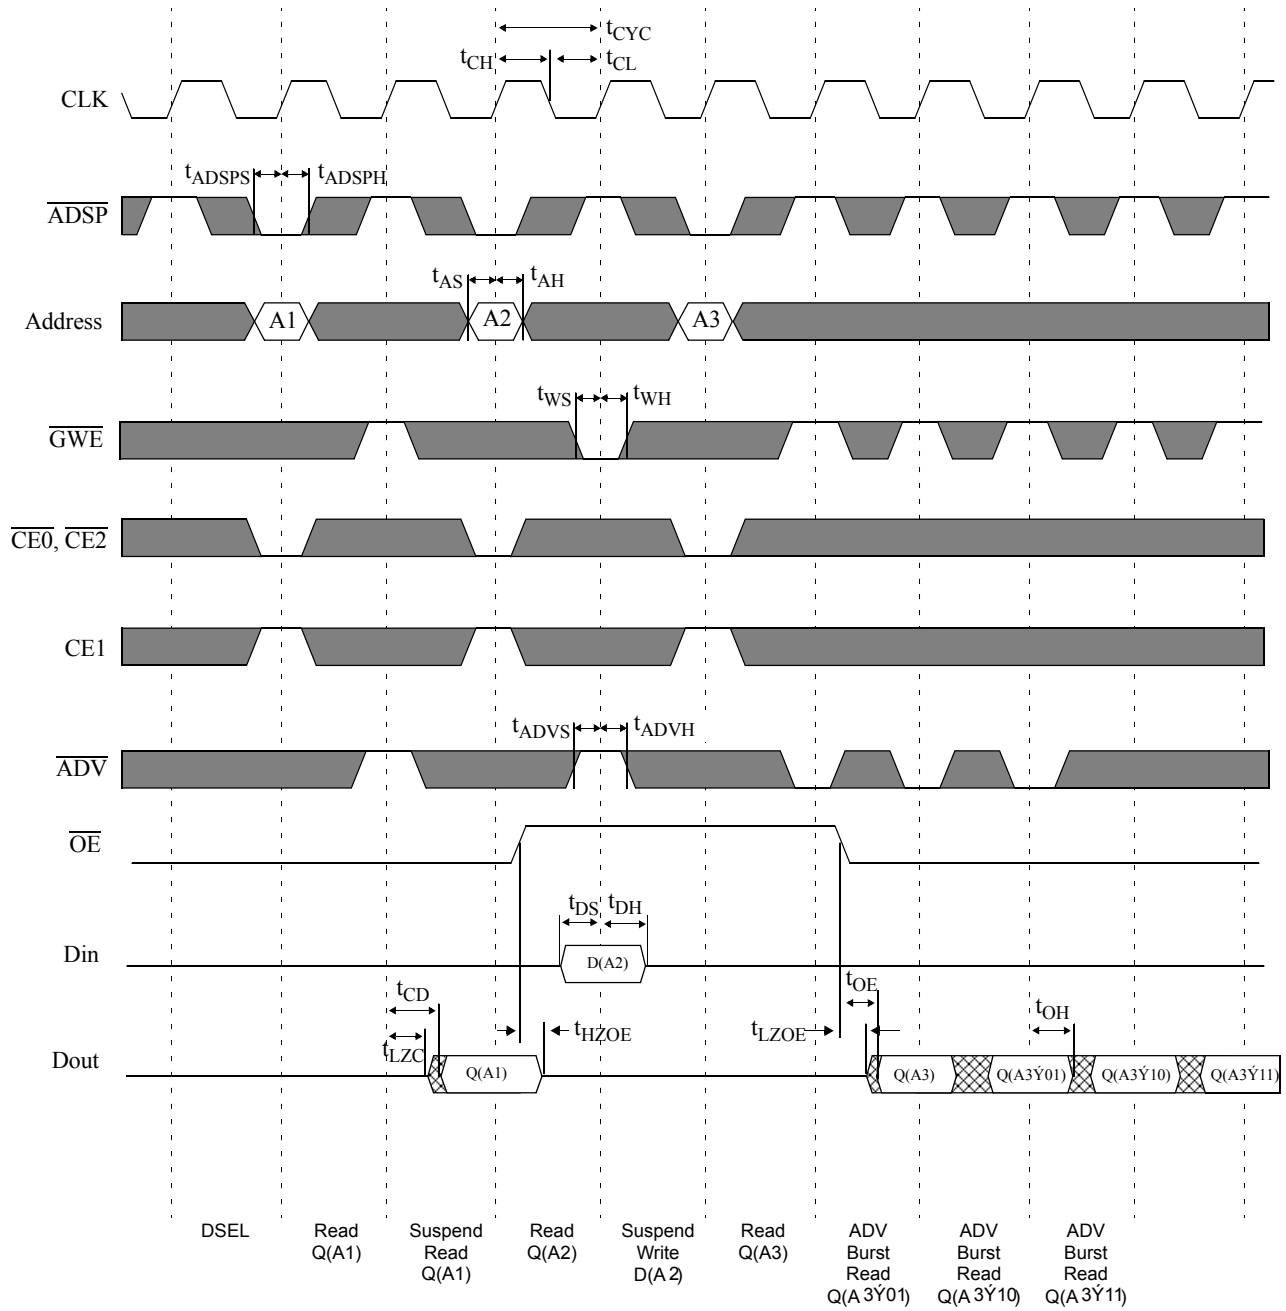 tCYC
tCH tCL
CLK
tADSPS tADSPH
ADSP
tAS tAH
Address A1 A2 A3
tWS tWH
GWE
CE0, CE2
CE1
tADVS tADVH
ADV
OE
tDS tDH
Din D(A2)
tCD tOE tOH
tLZC tHZOE tLZOE
Dout Q(A1) Q(A3) Q(A3Ý01) Q(A3Ý10) Q(A3Ý11)
DSEL
Read
Q(A1)
Suspend
Read
Q(A1)
Read
Q(A2)
Suspend
Write
D(A2)
Read
Q(A3)
ADV
Burst
Read
Q(A3Ý01)
ADV
Burst
Read
Q(A3Ý10)
ADV
Burst
Read
Q(A3Ý11)